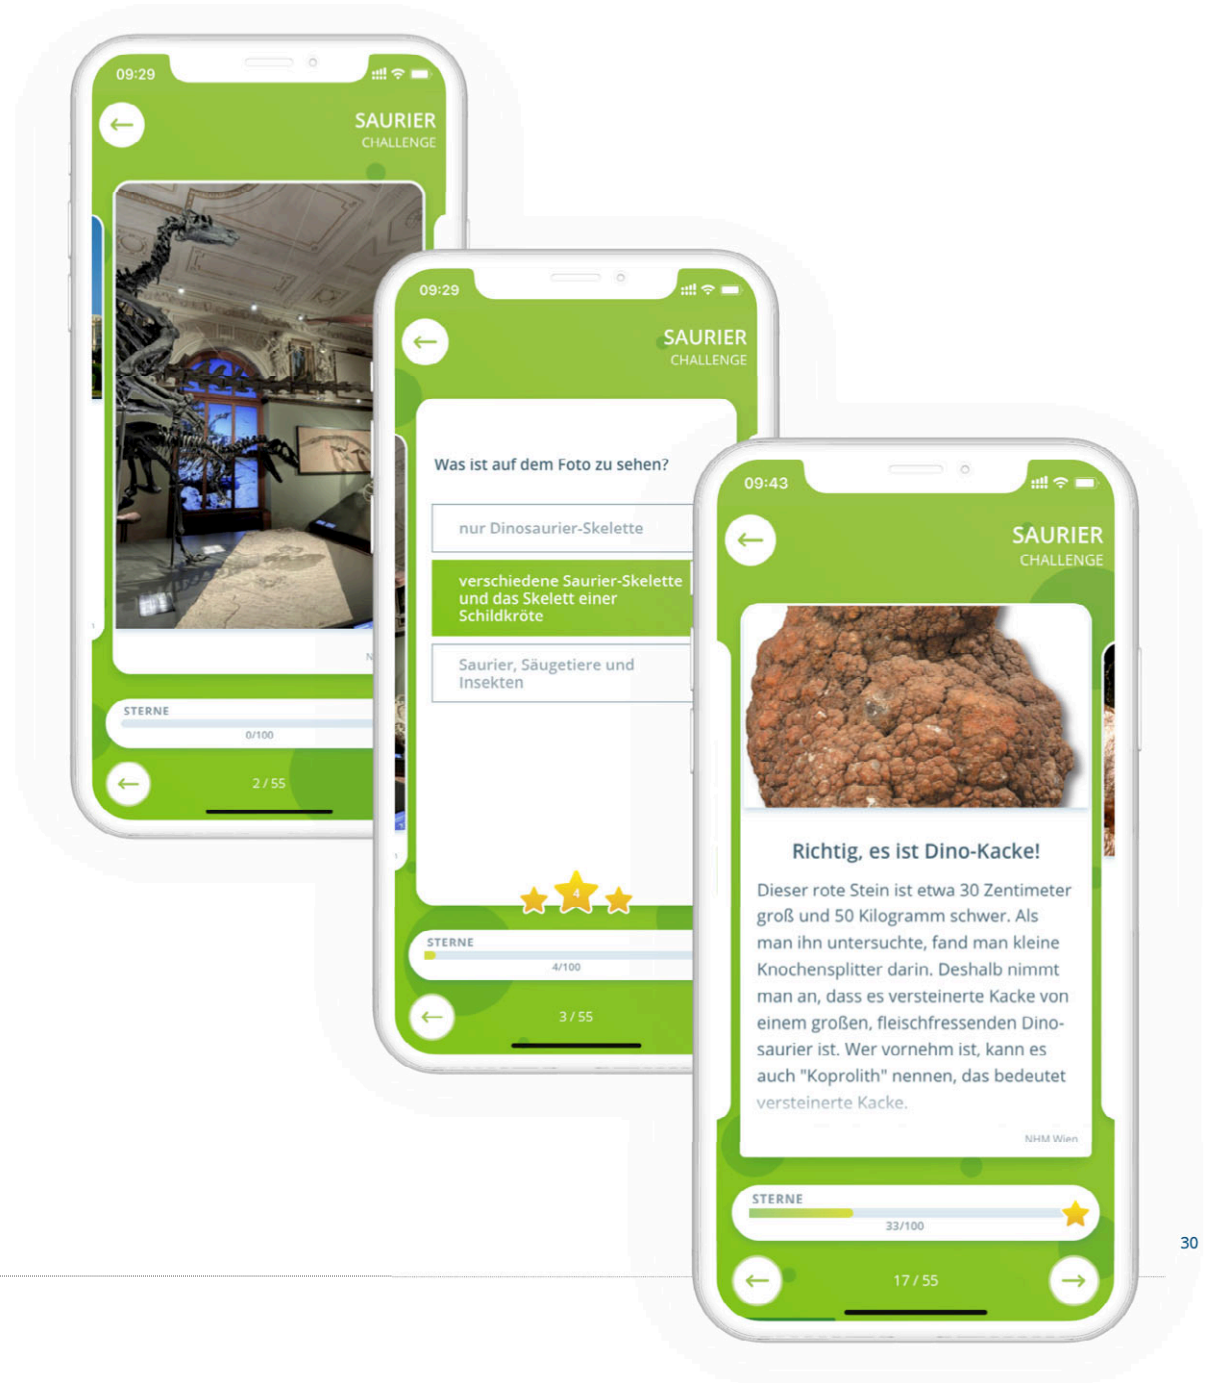 09:29
SAURIER
CHALLENGE
STERNE
0/100
2 / 55
09:29
SAURIER
CHALLENGE
Was ist auf dem Foto zu sehen?
nur Dinosaurier-Skelette
verschiedene Saurier-Skelette
und das Skelett einer
Schildkröte
Saurier, Säugetiere und
Insekten
4
STERNE
4/100
3 / 55
09:43
SAURIER
CHALLENGE
Richtig, es ist Dino-Kacke!
Dieser rote Stein ist etwa 30 Zentimeter
groß und 50 Kilogramm schwer. Als
man ihn untersuchte, fand man kleine
Knochensplitter darin. Deshalb nimmt
man an, dass es versteinerte Kacke von
einem großen, fleischfressenden Dino-
saurier ist. Wer vornehm ist, kann es
auch "Koprolith" nennen, das bedeutet
versteinerte Kacke.
NHM Wien
STERNE
33/100
17 / 55
30